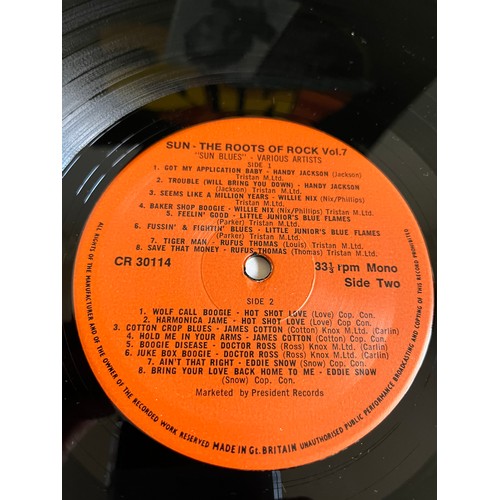 SUN - THE ROOTS OF ROCK Vol.7
"SUN BLUES" - VARIOUS ARTISTS
SIDE 1
1. GOT MY APPLICATION BABY - HANDY JACKSON (Jackson)
Tristan M.Ltd.
2. TROUBLE (WILL BRING YOU DOWN) - HANDY JACKSON (Jackson)
Tristan M.Ltd.
3. SEEMS LIKE A MILLION YEARS - WILLIE NIX (Nix/Phillips)
Tristan M.Ltd.
4. BAKER SHOP BOOGIE - WILLIE NIX (Nix/Phillips) Tristan M.Ltd.
5. FEELIN' GOOD - LITTLE JUNIOR'S BLUE FLAMES
(Parker) Tristan M.Ltd.
6. FUSSIN' & FIGHTIN' BLUES - LITTLE JUNIOR'S BLUE FLAMES
(Parker) Tristan M.Ltd.
7. TIGER MAN - RUFUS THOMAS (Louis) Tristan M.Ltd.
8. SAVE THAT MONEY - RUFUS THOMAS (Thomas) Tristan M.Ltd.
CR 30114
33⅓ rpm Mono
Side Two
SIDE 2
1. WOLF CALL BOOGIE - HOT SHOT LOVE (Love) Cop. Con.
2. HARMONICA JAME - HOT SHOT LOVE (Love) Cop. Con.
3. COTTON CROP BLUES - JAMES COTTON (Cotton) Knox M.Ltd. (Carlin)
4. HOLD ME IN YOUR ARMS - JAMES COTTON (Cotton) Cop. Con.
5. BOOGIE DISEASE - DOCTOR ROSS (Ross) Knox M.Ltd. (Carlin)
6. JUKE BOX BOOGIE - DOCTOR ROSS (Ross) Cop. Con.
7. AIN'T THAT RIGHT - EDDIE SNOW
(Snow) Knox M.Ltd. (Carlin)
8. BRING YOUR LOVE BACK HOME TO ME - EDDIE SNOW
(Snow) Cop. Con.
Marketed by President Records
ALL RIGHT OF THE MANUFACTURER AND OF THE OWNER OF THE RECORDED WORK RESERVED MADE IN Gt. BRITAIN UNAUTHORISED PUBLIC PERFORMANCE BROADCASTING AND COPYING OF THIS RECORD PROHIBITED